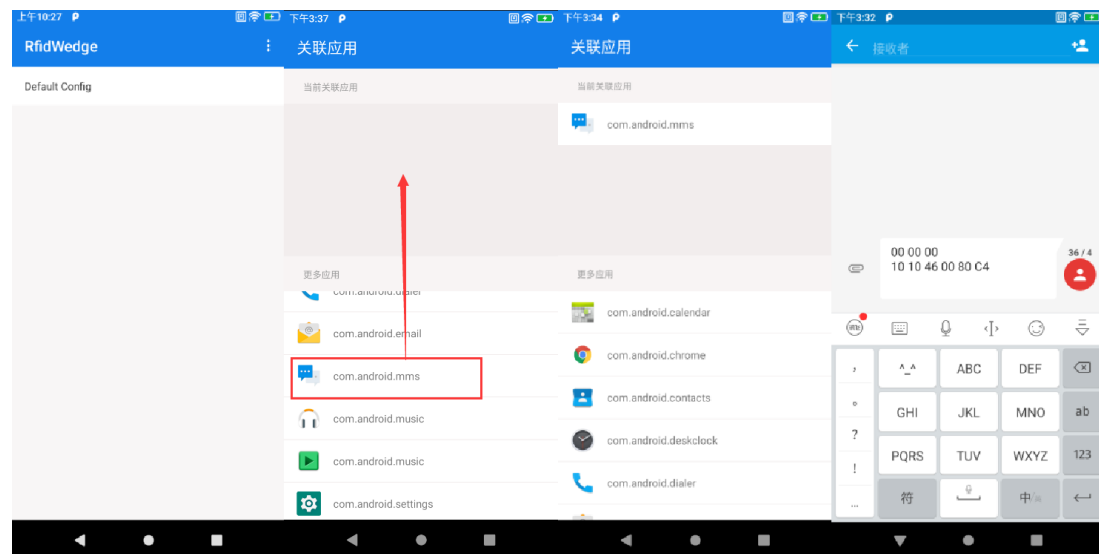 上午10:27
RfidWedge
Default Config
下午3:37
关联应用
当前关联应用
更多应用
com.android.dialer
com.android.email
com.android.mms
com.android.music
com.android.music
com.android.settings
下午3:34
关联应用
当前关联应用
com.android.mms
更多应用
com.android.calendar
com.android.chrome
com.android.contacts
com.android.deskclock
com.android.dialer
下午3:32
接收者
00 00 00
10 10 46 00 80 C4
36 / 4
, ^_^ ABC DEF
。 GHI JKL MNO ab
? PQRS TUV WXYZ 123
!
... 符 中